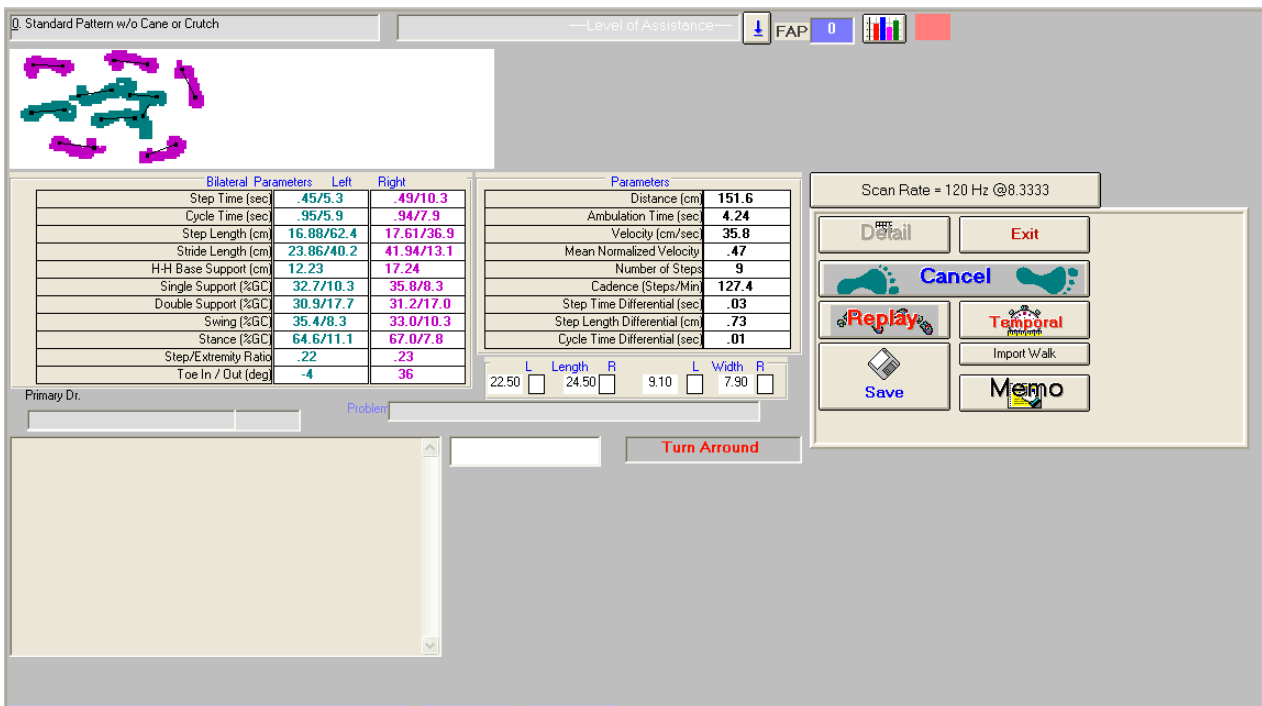 0. Standard Pattern w/o Cane or Crutch
-----Level of Assistance-----
FAP 0
Bilateral Parameters Left Right
Step Time (sec) .45/5.3 .49/10.3
Cycle Time (sec) .95/5.9 .94/7.9
Step Length (cm) 16.88/62.4 17.61/36.9
Stride Length (cm) 23.86/40.2 41.94/13.1
H-H Base Support (cm) 12.23 17.24
Single Support (%GC) 32.7/10.3 35.8/8.3
Double Support (%GC) 30.9/17.7 31.2/17.0
Swing (%GC) 35.4/8.3 33.0/10.3
Stance (%GC) 64.6/11.1 67.0/7.8
Step/Extremity Ratio .22 .23
Toe In / Out (deg) -4 36
Parameters
Distance (cm) 151.6
Ambulation Time (sec) 4.24
Velocity (cm/sec) 35.8
Mean Normalized Velocity .47
Number of Steps 9
Cadence (Steps/Min) 127.4
Step Time Differential (sec) .03
Step Length Differential (cm) .73
Cycle Time Differential (sec) .01
L Length R L Width R
22.50 24.50 9.10 7.90
Scan Rate = 120 Hz @8.3333
Detail
Exit
Cancel
Replay
Temporal
Save
Import Walk
Memo
Primary Dr.
Problem
Turn Arround